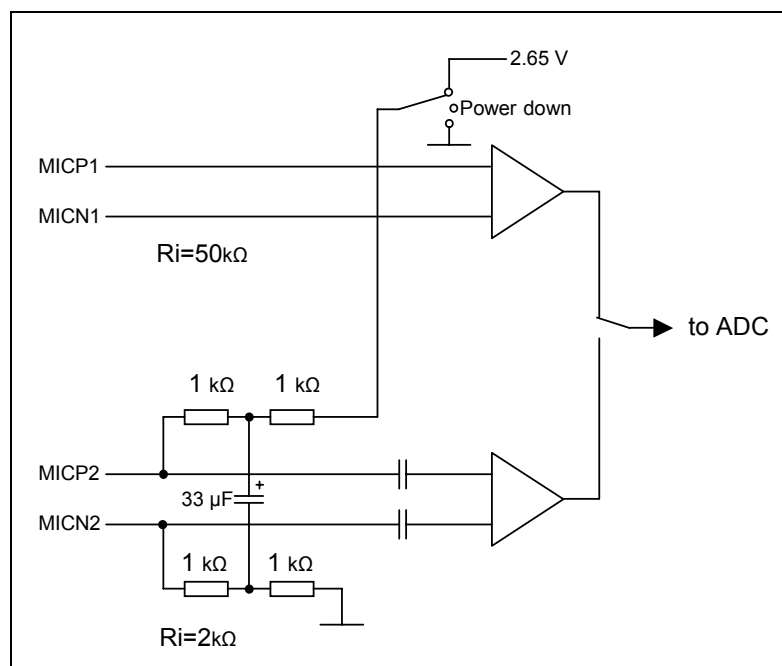 2.65 V
Power down
MICP1
MICN1
Ri=50kΩ
to ADC
1 kΩ 1 kΩ
MICP2
33 µF
+
MICN2
1 kΩ 1 kΩ
Ri=2kΩ